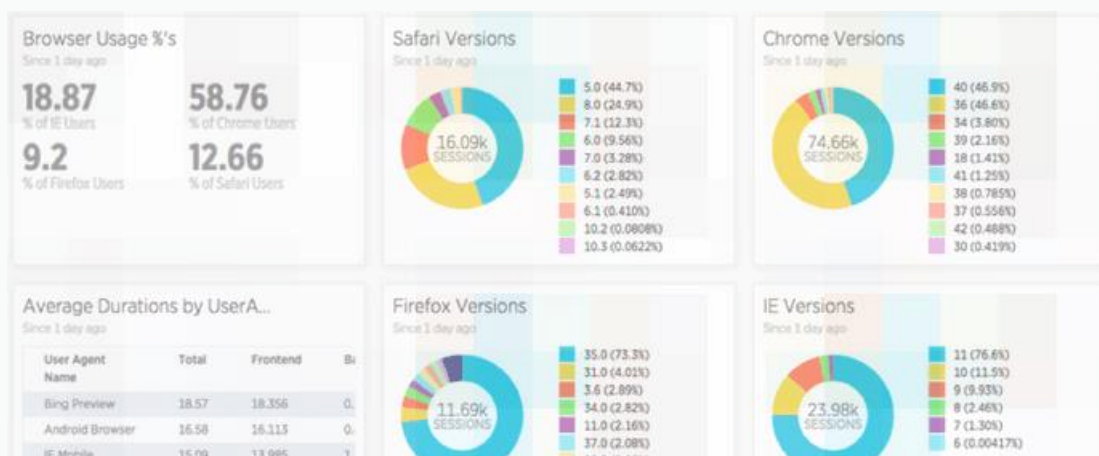 Browser Usage %'s
Since 1 day ago
18.87
% of IE Users
58.76
% of Chrome Users
9.2
% of Firefox Users
12.66
% of Safari Users
Safari Versions
Since 1 day ago
16.09k
SESSIONS
5.0 (44.7%)
8.0 (24.9%)
7.1 (12.3%)
6.0 (9.56%)
7.0 (3.28%)
6.2 (2.82%)
5.1 (2.49%)
6.1 (0.410%)
10.2 (0.0808%)
10.3 (0.0622%)
Chrome Versions
Since 1 day ago
74.66k
SESSIONS
40 (46.9%)
36 (46.6%)
34 (3.80%)
39 (2.16%)
18 (1.41%)
41 (1.25%)
38 (0.785%)
37 (0.556%)
42 (0.488%)
30 (0.419%)
Average Durations by UserA...
Since 1 day ago
User Agent Total Frontend
Name
Bing Preview 18.57 18.356 0.
Android Browser 16.58 16.113 0.
IE Mobile 15.09 13.985 1
Firefox Versions
Since 1 day ago
11.69k
SESSIONS
35.0 (73.3%)
31.0 (4.01%)
3.6 (2.89%)
34.0 (2.82%)
11.0 (2.16%)
37.0 (2.08%)
IE Versions
Since 1 day ago
23.98k
SESSIONS
11 (76.6%)
10 (11.5%)
9 (9.93%)
8 (2.46%)
7 (1.30%)
6 (0.00417%)